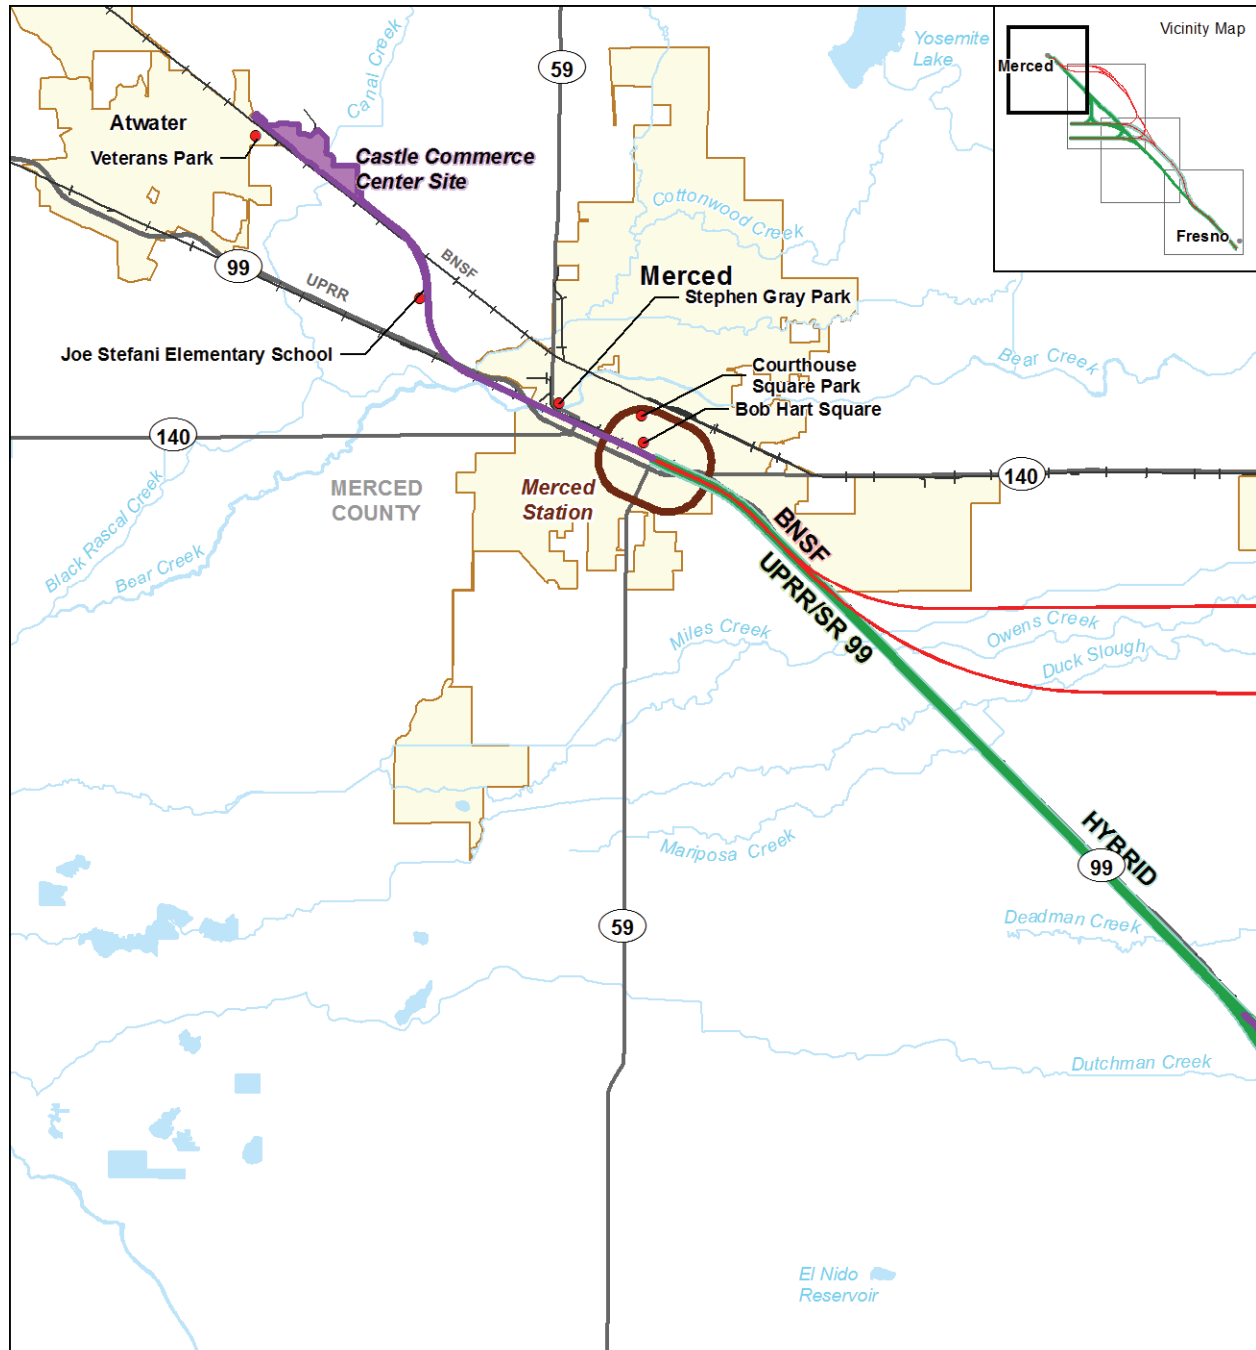 Vicinity Map
Merced
Fresno
Yosemite
Lake
59
Canal Creek
Atwater
Veterans Park
Castle Commerce
Center Site
Cottonwood Creek
99
UPRR
BNSF
Merced
Stephen Gray Park
Joe Stefani Elementary School
Bear Creek
Courthouse
Square Park
Bob Hart Square
140
140
MERCED
COUNTY
Merced
Station
Black Rascal Creek
Bear Creek
BNSF
UPRR/SR 99
Miles Creek
Owens Creek
Duck Slough
Mariposa Creek
HYBRID
99
59
Deadman Creek
Dutchman Creek
El Nido
Reservoir